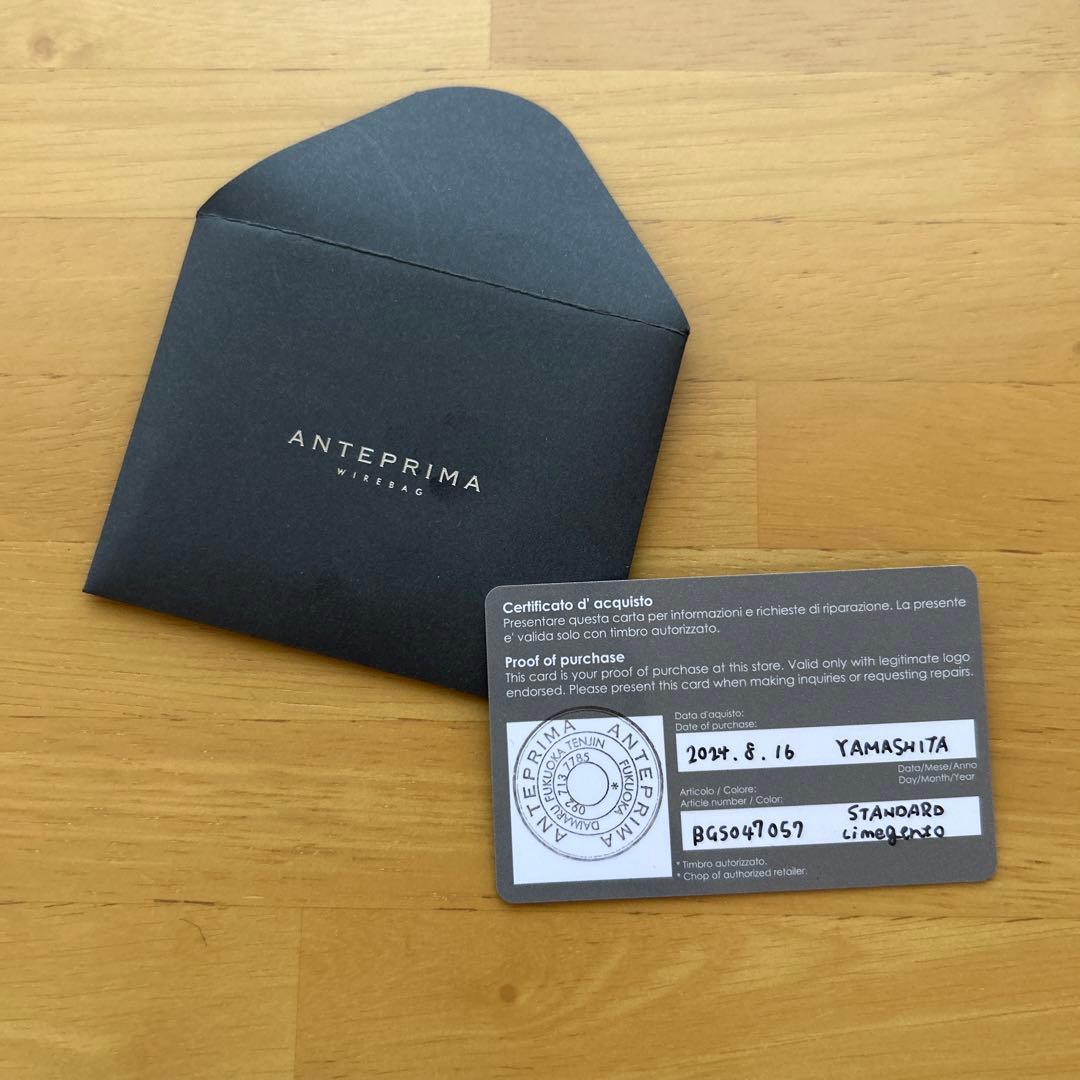 ANTEPRIMA
WIREBAG
Certificato d' acquisto
Presentare questa carta per informazioni e richieste di riparazione. La presente
e' valida solo con timbro autorizzato.
Proof of purchase
This card is your proof of purchase at this store. Valid only with legitimate logo
endorsed. Please present this card when making inquiries or requesting repairs.
ANTEPRIMA ANTEPRIMA
DAIMARU FUKUOKA TENJIN FUKUOKA
092 713 7785 *
Data d'aquisto:
Date of purchase:
2024.8.16 YAMASHITA
Data/Mese/Anno
Day/Month/Year
Articolo / Colore:
Article number / Color:
STANDARD
BGS047057
* Timbro autorizzato.
* Chop of authorized retailer.